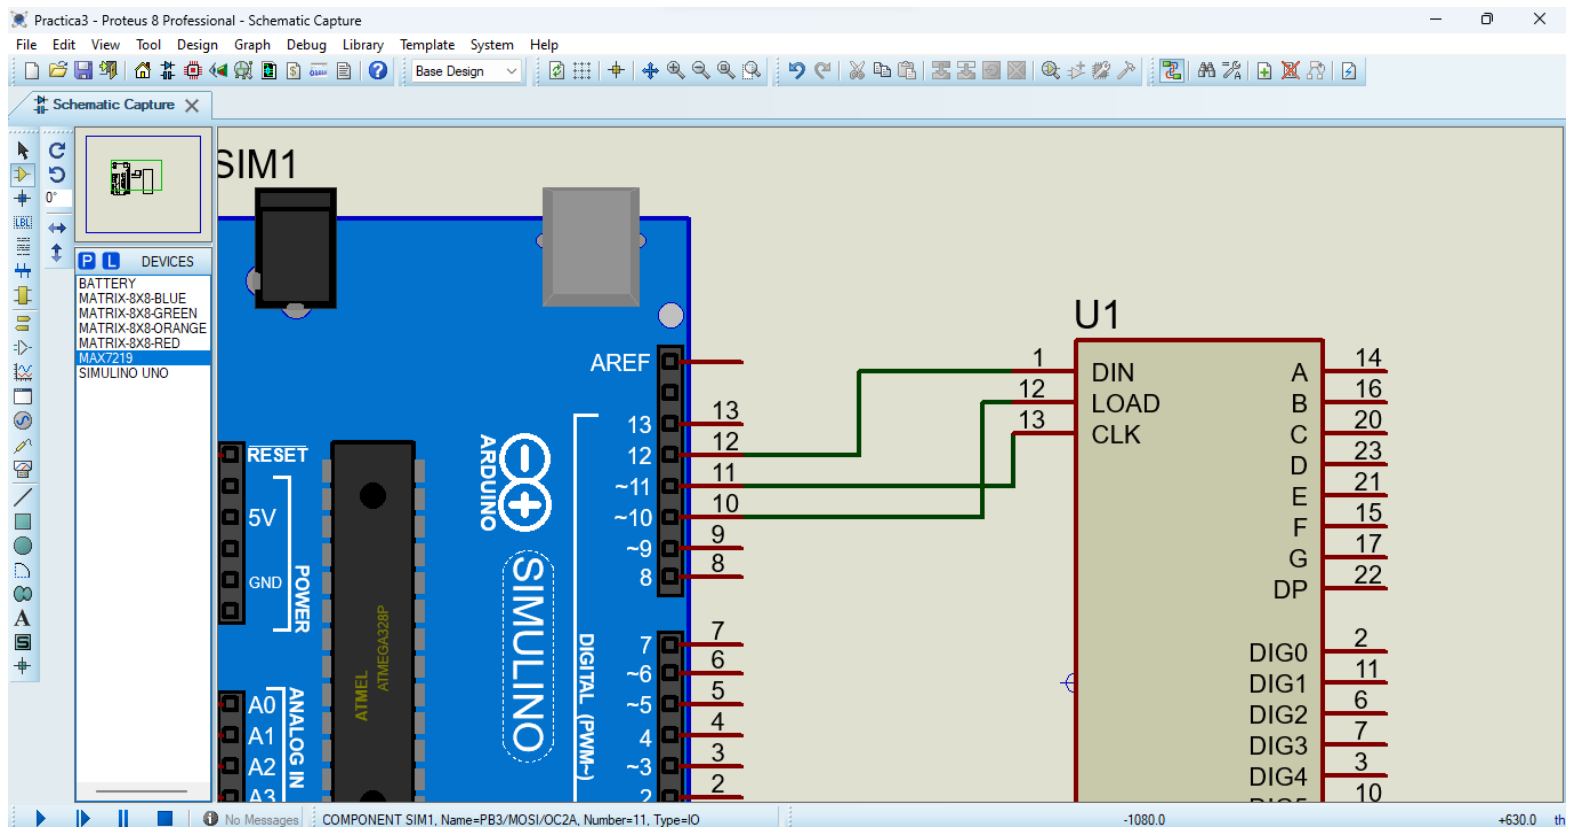 Practica3 - Proteus 8 Professional - Schematic Capture
File Edit View Tool Design Graph Debug Library Template System Help
Base Design
Schematic Capture
0°
LBL
P L DEVICES
BATTERY
MATRIX-8X8-BLUE
MATRIX-8X8-GREEN
MATRIX-8X8-ORANGE
MATRIX-8X8-RED
MAX7219
SIMULINO UNO
SIM1
AREF
13 13
12 12
~11 11
~10 10
~9 9
8 8
7 7
~6 6
~5 5
4 4
~3 3
2 2
DIGITAL (PWM~)
ARDUINO
SIMULINO
RESET
5V
GND
POWER
A0
A1
A2
A3
ANALOG IN
ATMEL
ATMEGA328P
U1
1 DIN
12 LOAD
13 CLK
A 14
B 16
C 20
D 23
E 21
F 15
G 17
DP 22
DIG0 2
DIG1 11
DIG2 6
DIG3 7
DIG4 3
DIG5 10
No Messages
COMPONENT SIM1, Name=PB3/MOSI/OC2A, Number=11, Type=IO
-1080.0
+630.0 th